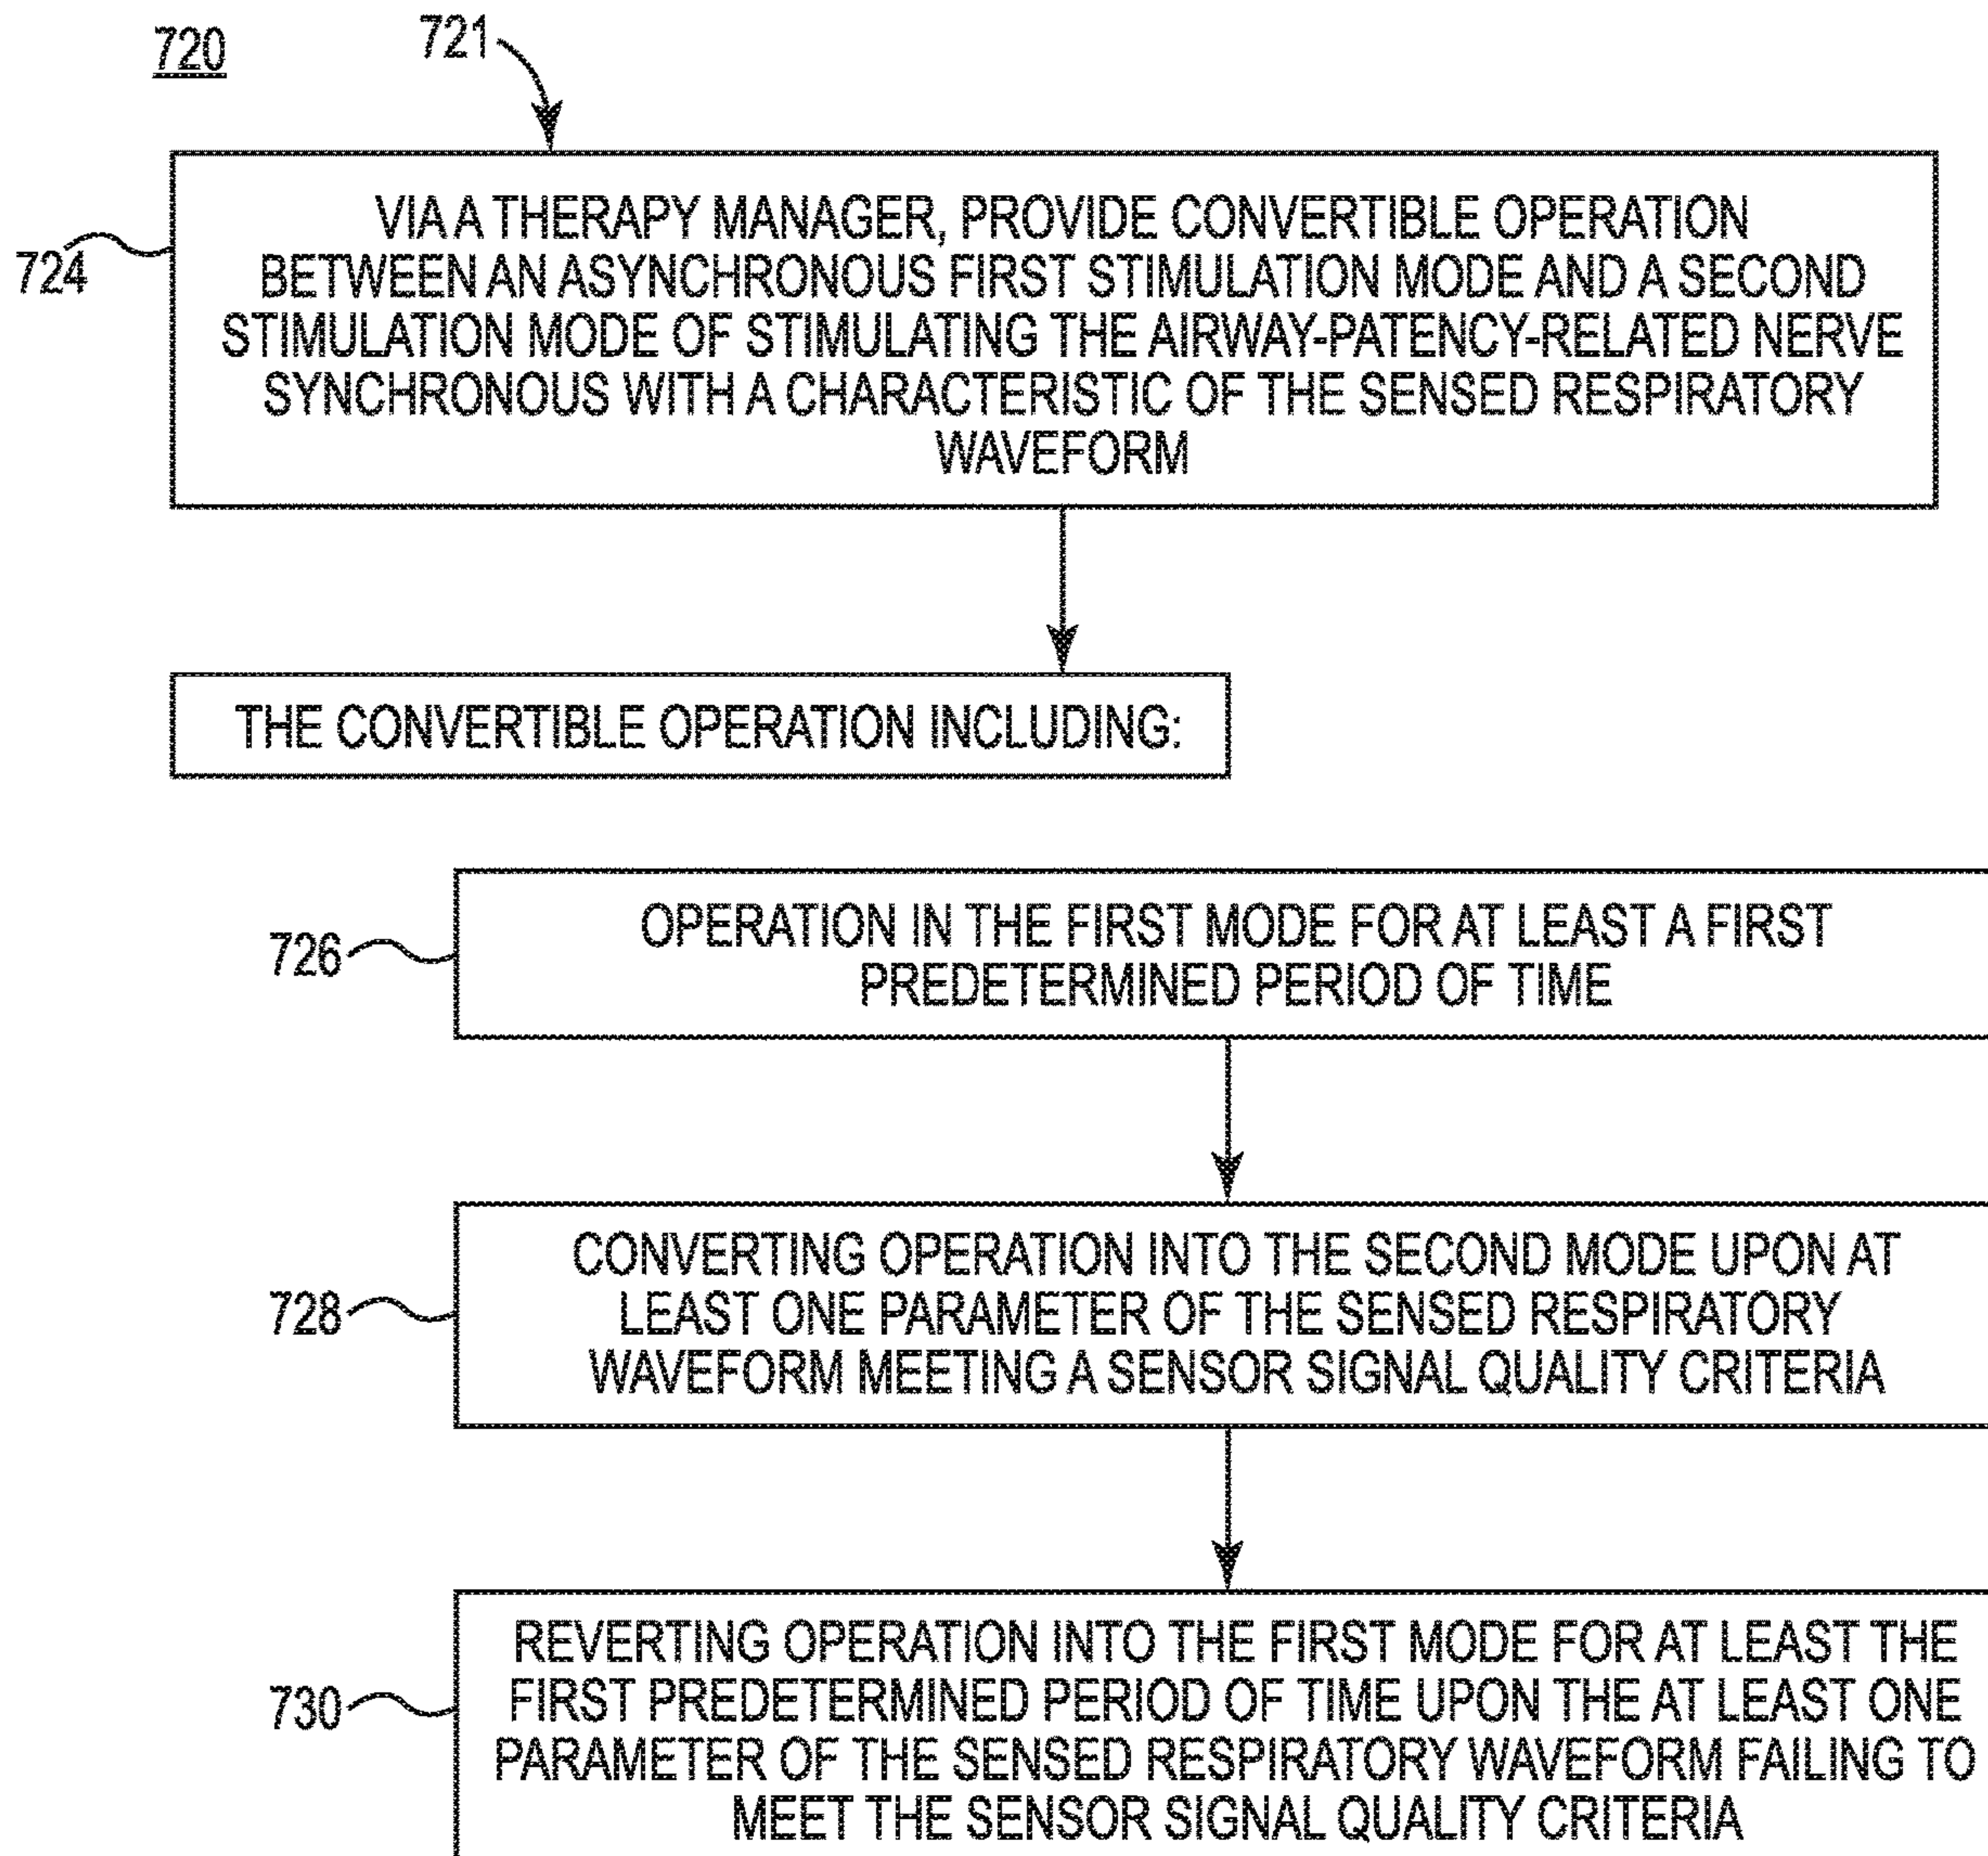 720
721
724
VIA A THERAPY MANAGER, PROVIDE CONVERTIBLE OPERATION
BETWEEN AN ASYNCHRONOUS FIRST STIMULATION MODE AND A SECOND
STIMULATION MODE OF STIMULATING THE AIRWAY-PATENCY-RELATED NERVE
SYNCHRONOUS WITH A CHARACTERISTIC OF THE SENSED RESPIRATORY
WAVEFORM
THE CONVERTIBLE OPERATION INCLUDING:
726
OPERATION IN THE FIRST MODE FOR AT LEAST A FIRST
PREDETERMINED PERIOD OF TIME
728
CONVERTING OPERATION INTO THE SECOND MODE UPON AT
LEAST ONE PARAMETER OF THE SENSED RESPIRATORY
WAVEFORM MEETING A SENSOR SIGNAL QUALITY CRITERIA
730
REVERTING OPERATION INTO THE FIRST MODE FOR AT LEAST THE
FIRST PREDETERMINED PERIOD OF TIME UPON THE AT LEAST ONE
PARAMETER OF THE SENSED RESPIRATORY WAVEFORM FAILING TO
MEET THE SENSOR SIGNAL QUALITY CRITERIA